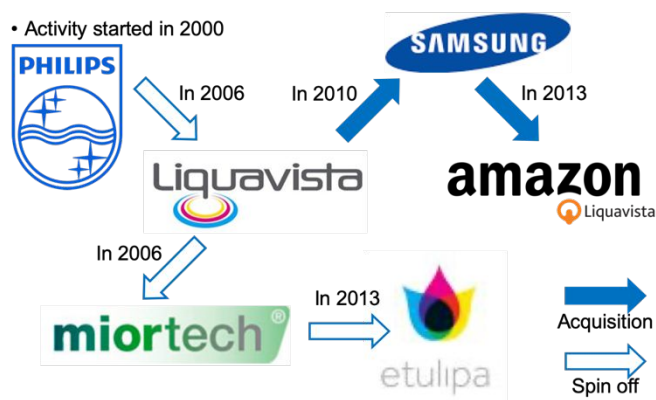 • Activity started in 2000
PHILIPS
In 2006
In 2010
SAMSUNG
In 2013
Liquavista
amazon
Liquavista
In 2006
miortech®
In 2013
etulipa
Acquisition
Spin off